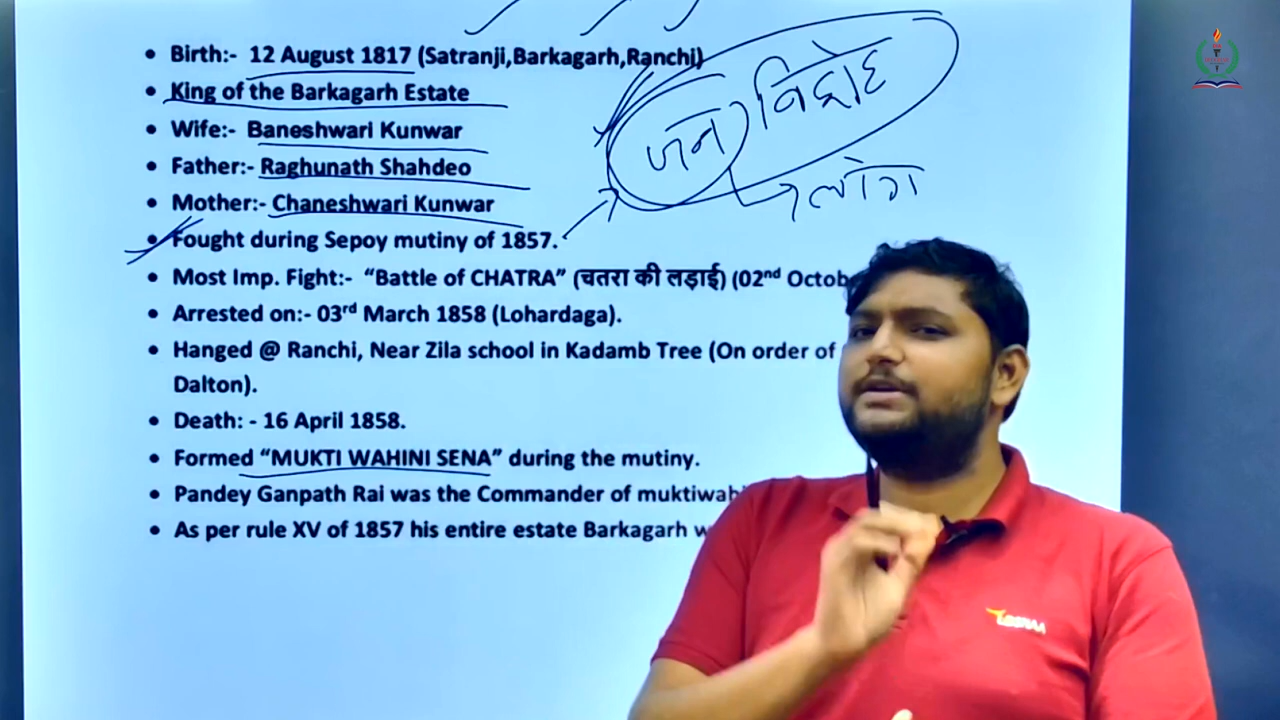 • Birth:- 12 August 1817 (Satranji,Barkagarh,Ranchi)
• King of the Barkagarh Estate
• Wife:- Baneshwari Kunwar
• Father:- Raghunath Shahdeo
• Mother:- Chaneshwari Kunwar
• Fought during Sepoy mutiny of 1857.
• Most Imp. Fight:- “Battle of CHATRA” (चतरा की लड़ाई) (02nd Octob
• Arrested on:- 03rd March 1858 (Lohardaga).
• Hanged @ Ranchi, Near Zila school in Kadamb Tree (On order of
Dalton).
• Death: - 16 April 1858.
• Formed “MUKTI WAHINI SENA” during the mutiny.
• Pandey Ganpath Rai was the Commander of muktiwah
• As per rule XV of 1857 his entire estate Barkagarh w
जन विद्रोह
लोग